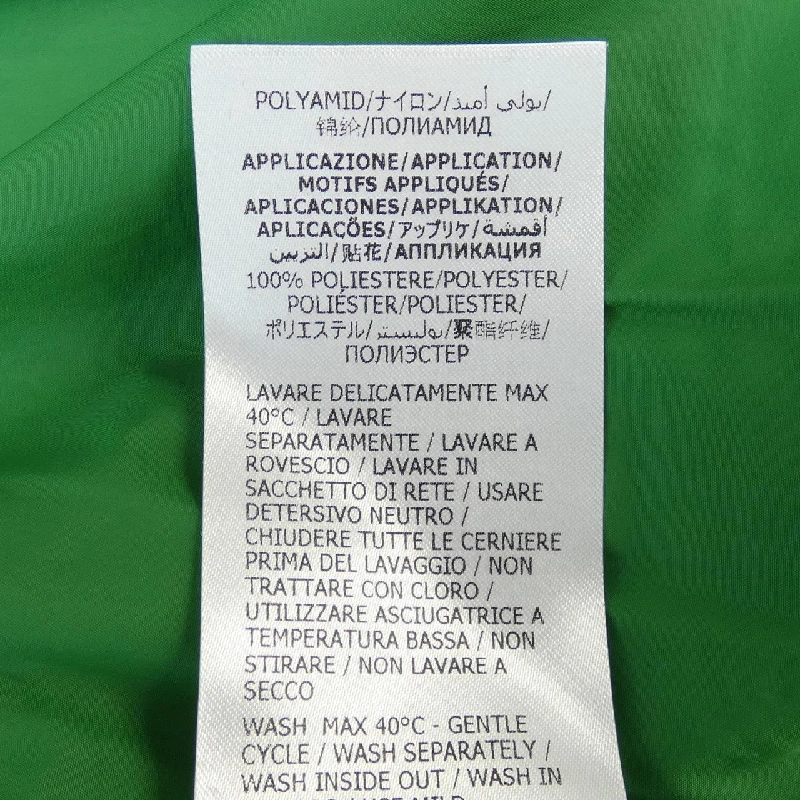 POLYAMID/ナイロン/بولي أميد/
锦纶/ПОЛИАМИД
APPLICAZIONE/APPLICATION/
MOTIFS APPLIQUÉS/
APLICACIONES/APPLIKATION/
APLICAÇÕES/アップリケ/أقمشة
التزيين/贴花/АППЛИКАЦИЯ
100% POLIESTERE/POLYESTER/
POLIÉSTER/POLIESTER/
ポリエステル/بوليستر/聚酯纤维/
ПОЛИЭСТЕР
LAVARE DELICATAMENTE MAX
40°C / LAVARE
SEPARATAMENTE / LAVARE A
ROVESCIO / LAVARE IN
SACCHETTO DI RETE / USARE
DETERSIVO NEUTRO /
CHIUDERE TUTTE LE CERNIERE
PRIMA DEL LAVAGGIO / NON
TRATTARE CON CLORO /
UTILIZZARE ASCIUGATRICE A
TEMPERATURA BASSA / NON
STIRARE / NON LAVARE A
SECCO
WASH MAX 40°C - GENTLE
CYCLE / WASH SEPARATELY /
WASH INSIDE OUT / WASH IN
USE MILD